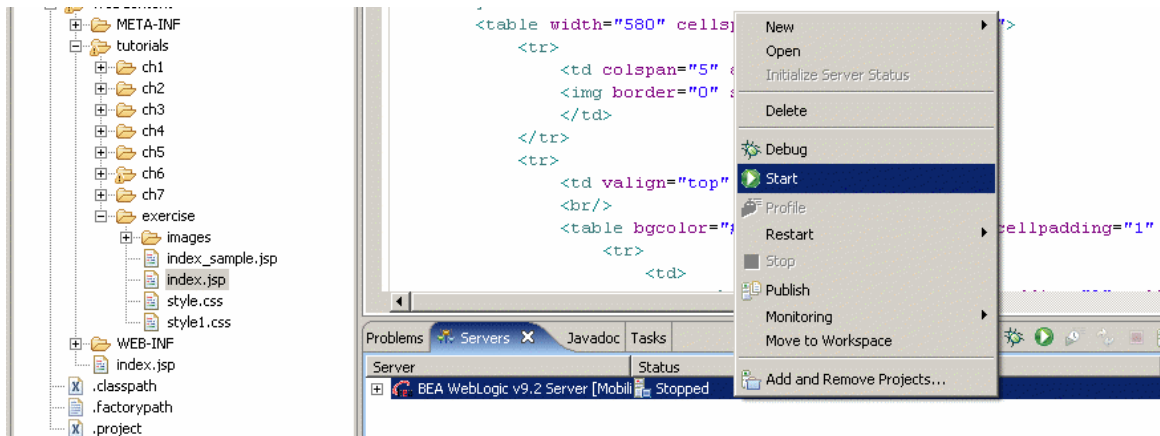 META-INF
tutorials
ch1
ch2
ch3
ch4
ch5
ch6
ch7
exercise
images
index_sample.jsp
index.jsp
style.css
style1.css
WEB-INF
index.jsp
.classpath
.factorypath
.project
<table width="580" cells ">
<tr>
<td colspan="5"
<img border="0"
</td>
</tr>
<tr>
<td valign="top"
<br/>
<table bgcolor=" cellpadding="1"
<tr>
<td>
New
Open
Initialize Server Status
Delete
Debug
Start
Profile
Restart
Stop
Publish
Monitoring
Move to Workspace
Add and Remove Projects...
Problems Servers Javadoc Tasks
Server Status
BEA WebLogic v9.2 Server [Mobili Stopped